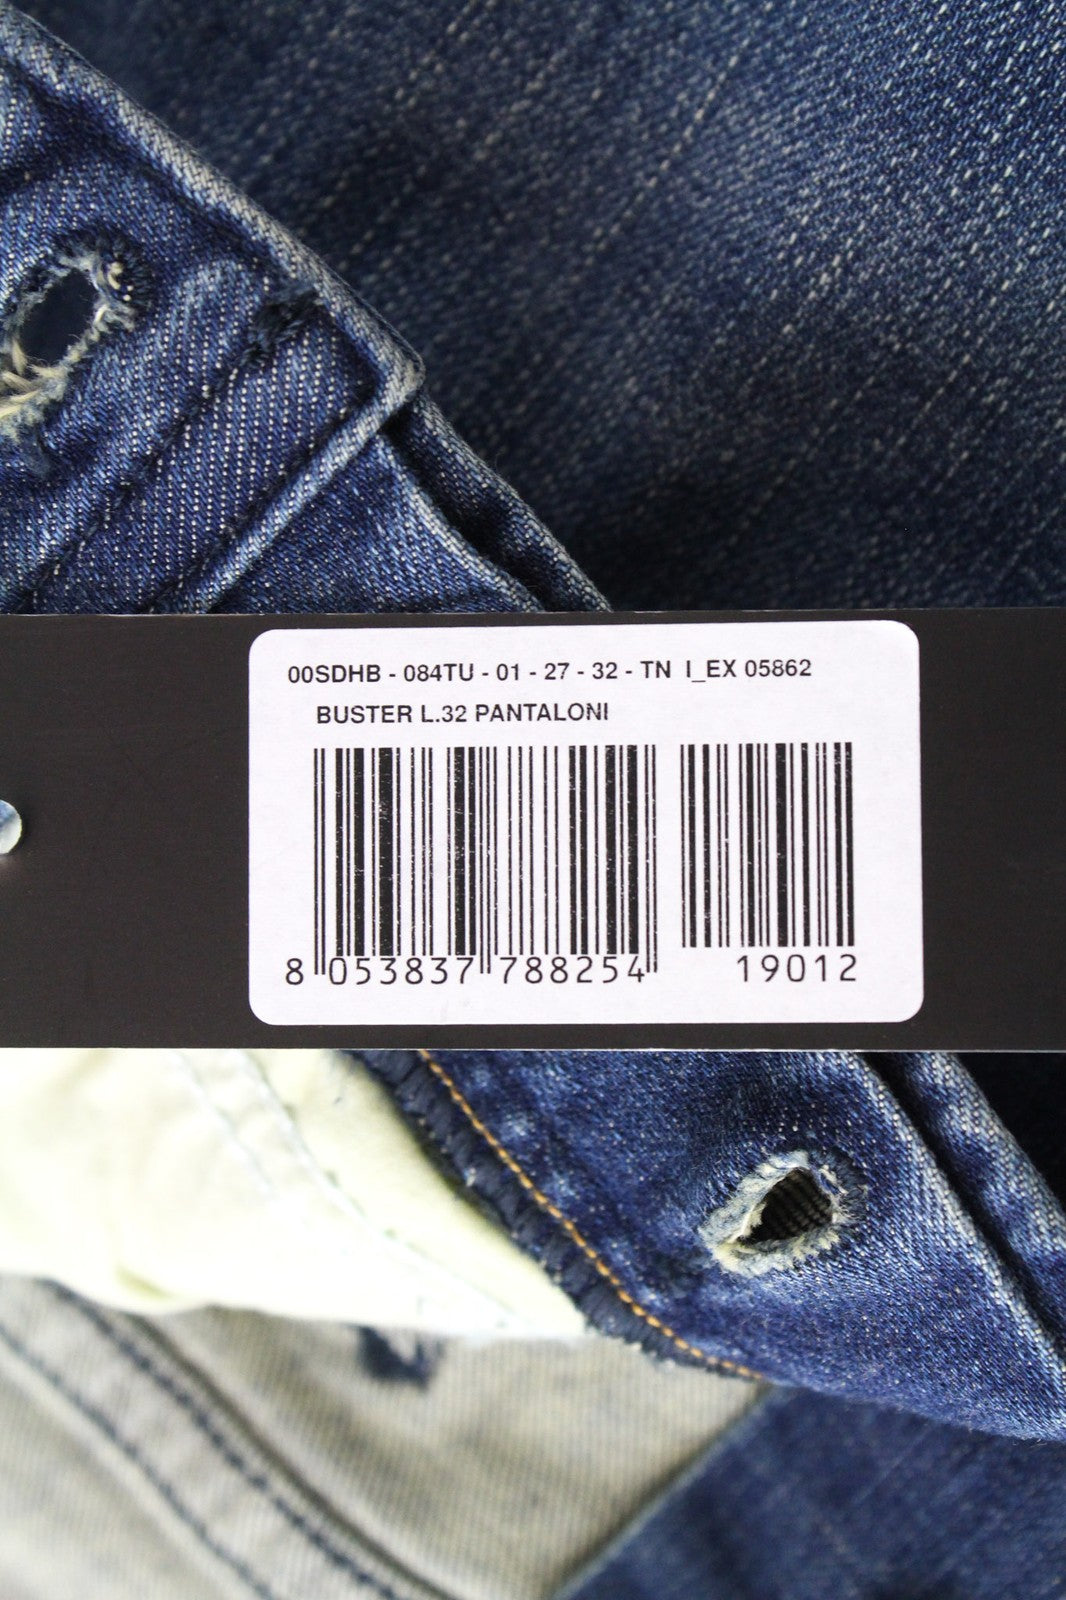 00SDHB - 084TU - 01 - 27 - 32 - TN I_EX 05862
BUSTER L.32 PANTALONI
8 053837 788254 19012